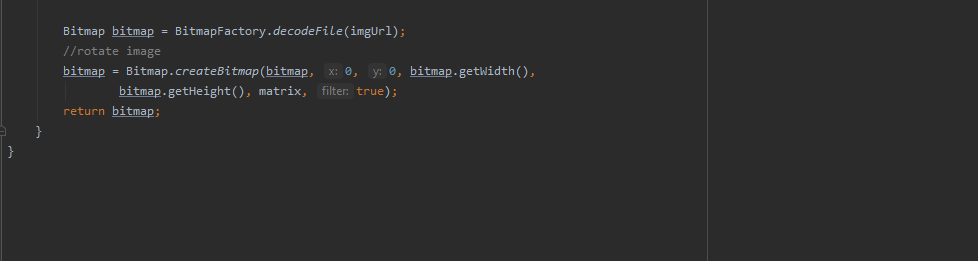 Bitmap bitmap = BitmapFactory.decodeFile(imgUrl);
//rotate image
bitmap = Bitmap.createBitmap(bitmap, x: 0, y: 0, bitmap.getWidth(),
bitmap.getHeight(), matrix, filter: true);
return bitmap;
}
}